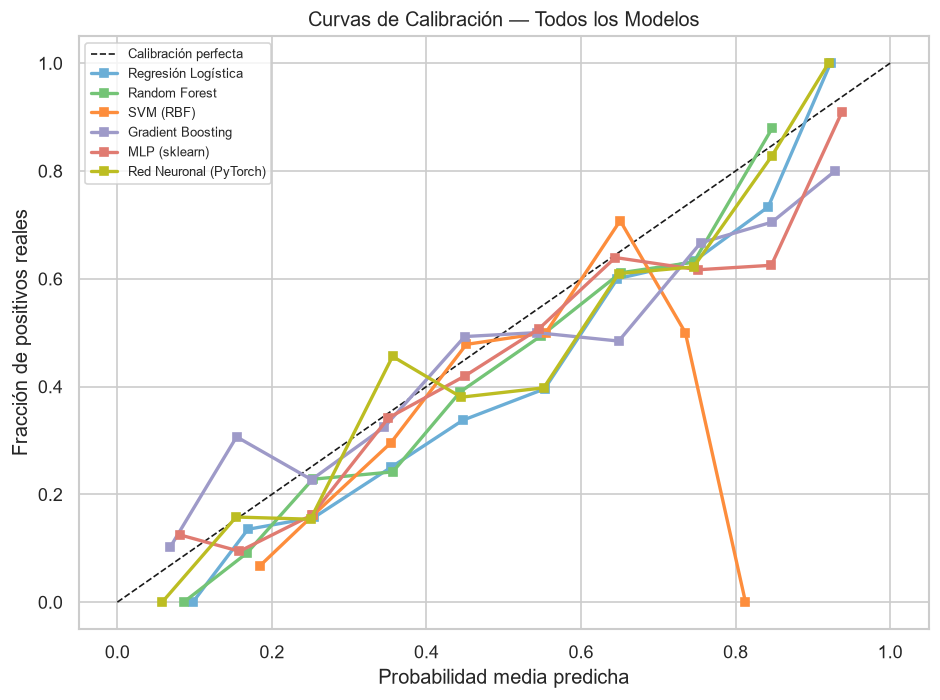 Curvas de Calibración — Todos los Modelos
Calibración perfecta
Regresión Logística
Random Forest
SVM (RBF)
Gradient Boosting
MLP (sklearn)
Red Neuronal (PyTorch)
Fracción de positivos reales
1.0
0.8
0.6
0.4
0.2
0.0
0.0 0.2 0.4 0.6 0.8 1.0
Probabilidad media predicha